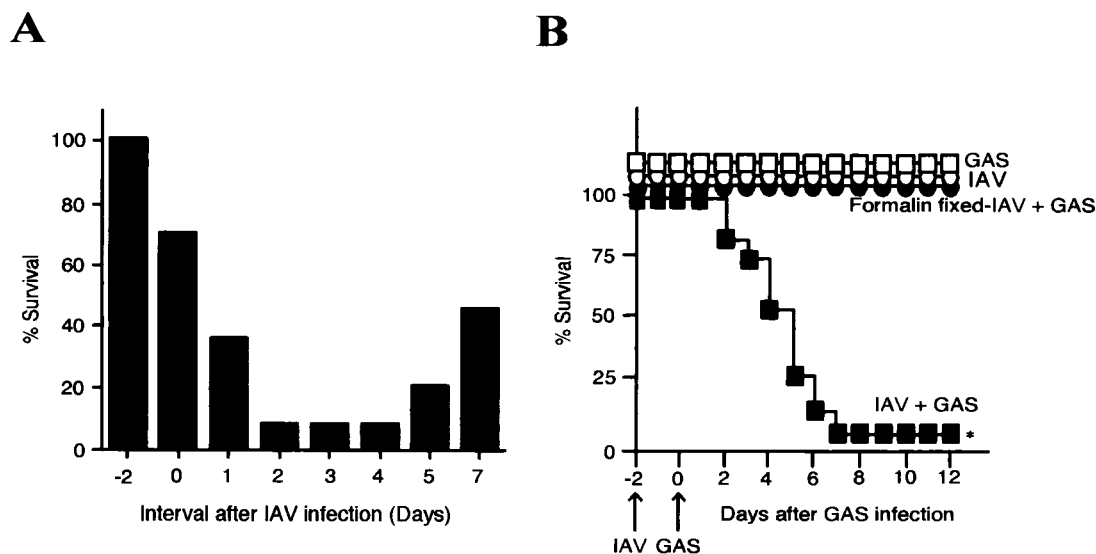 A
% Survival
100
80
60
40
20
0
-2 0 1 2 3 4 5 7
Interval after IAV infection (Days)
B
% Survival
100
75
50
25
0
GAS
IAV
Formalin fixed-IAV + GAS
IAV + GAS
*
-2 0 2 4 6 8 10 12
Days after GAS infection
IAV GAS